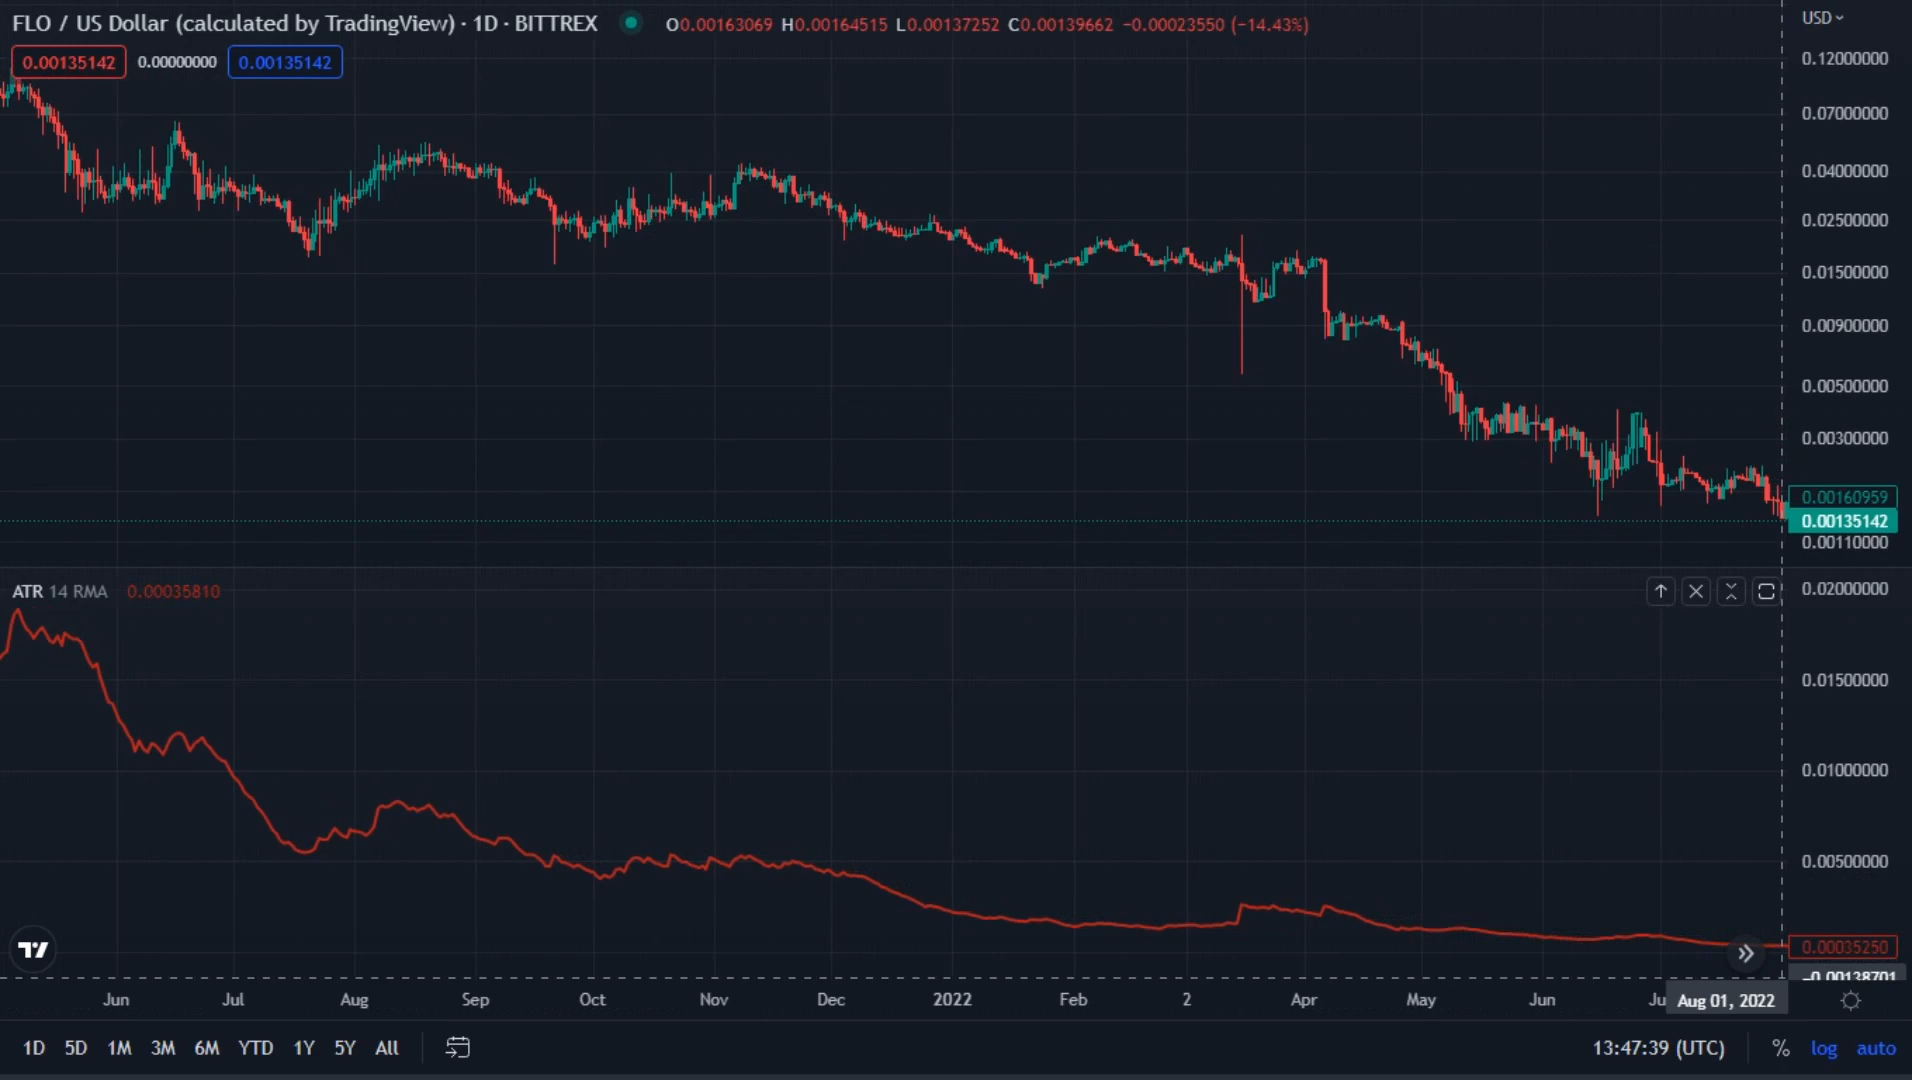 FLO / US Dollar (calculated by TradingView) · 1D · BITTREX O0.00163069 H0.00164515 L0.00137252 C0.00139662 −0.00023550 (−14.43%)
USD
0.00135142 0.00000000 0.00135142
0.12000000
0.07000000
0.04000000
0.02500000
0.01500000
0.00900000
0.00500000
0.00300000
0.00160959
0.00135142
0.00110000
ATR 14 RMA 0.00035810
0.02000000
0.01500000
0.01000000
0.00500000
0.00035250
−0.00138701
Jun Jul Aug Sep Oct Nov Dec 2022 Feb 2 Apr May Jun Ju Aug 01, 2022
1D 5D 1M 3M 6M YTD 1Y 5Y All 13:47:39 (UTC) % log auto